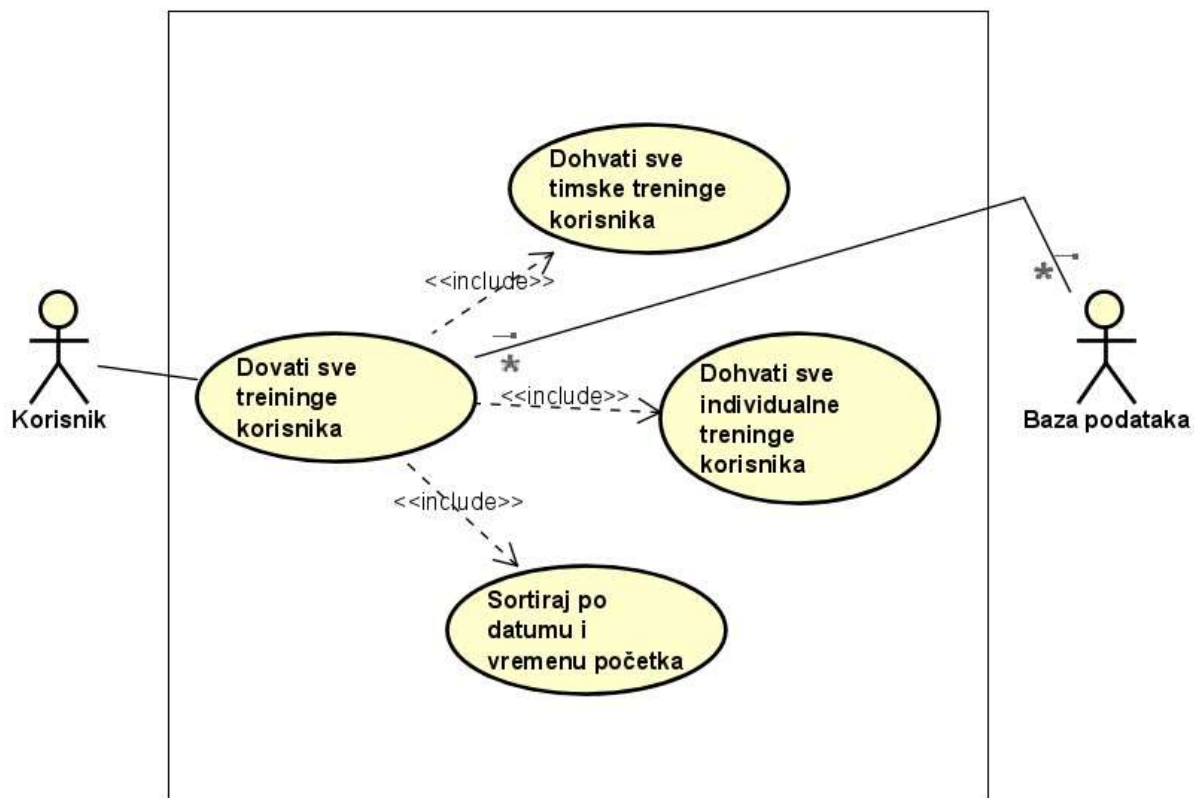 Dohvati sve
timske treninge
korisnika
<<include>>
*
*
Korisnik
Dovati sve
treininge
korisnika
<<include>>
Dohvati sve
individualne
treninge
korisnika
Baza podataka
<<include>>
Sortiraj po
datumu i
vremenu početka